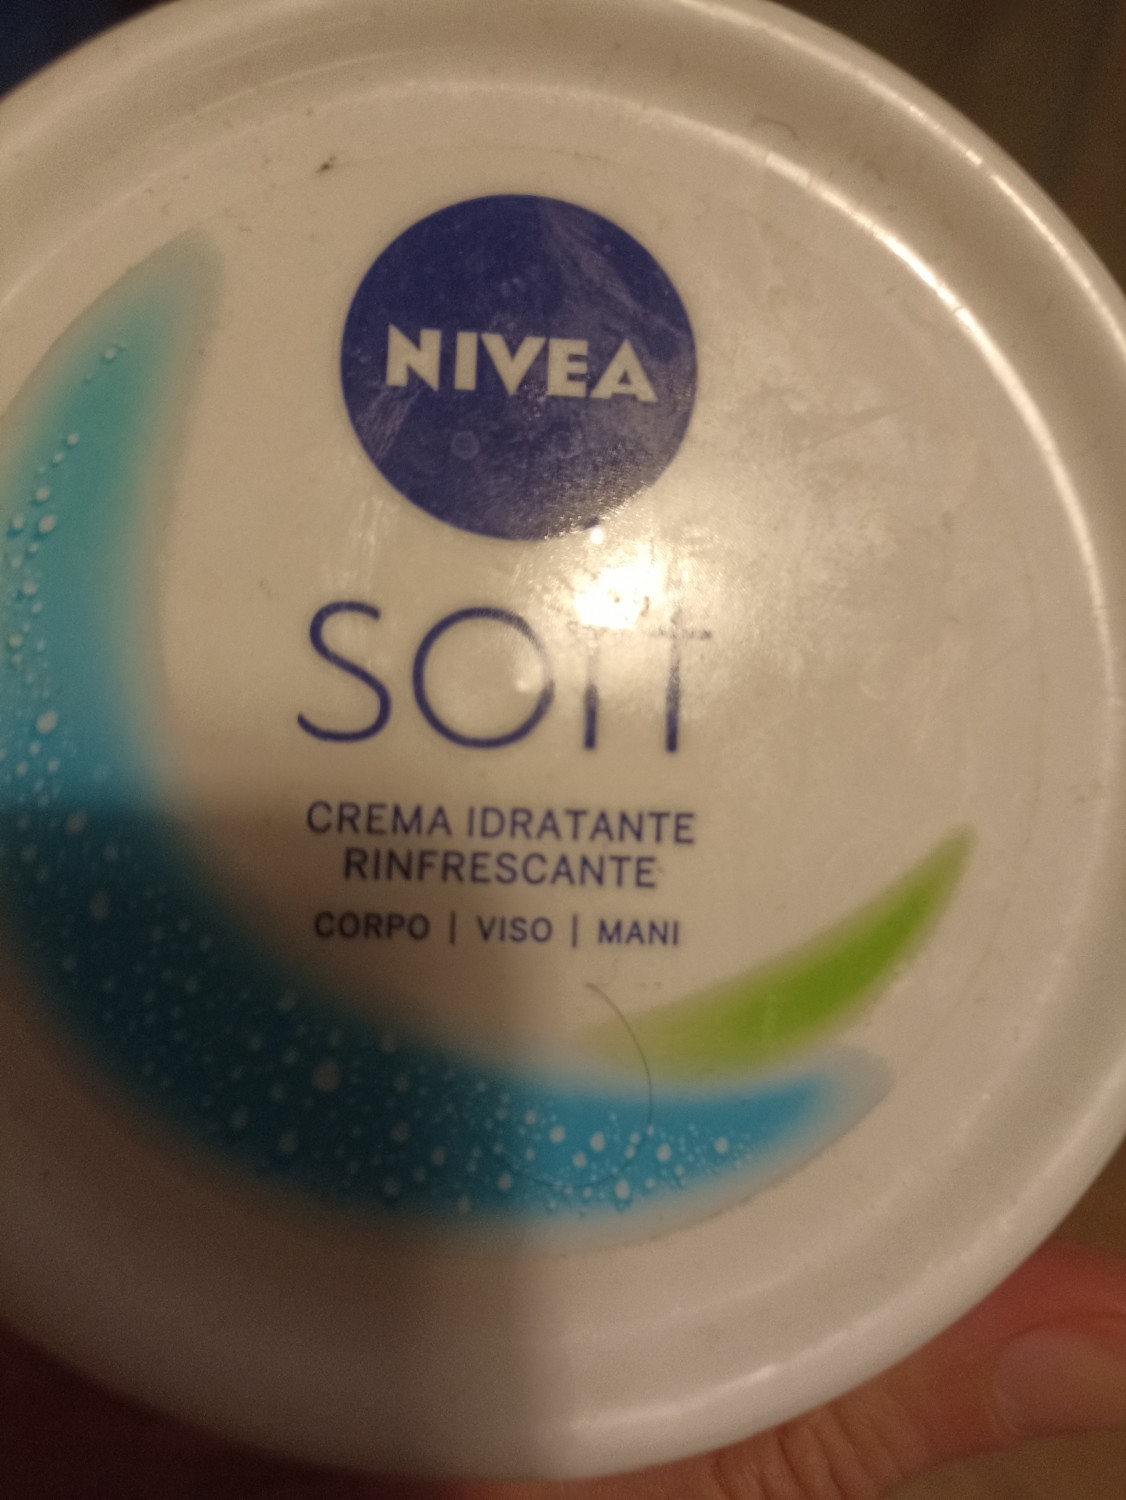 NIVEA
SOFT
CREMA IDRATANTE
RINFRESCANTE
CORPO | VISO | MANI